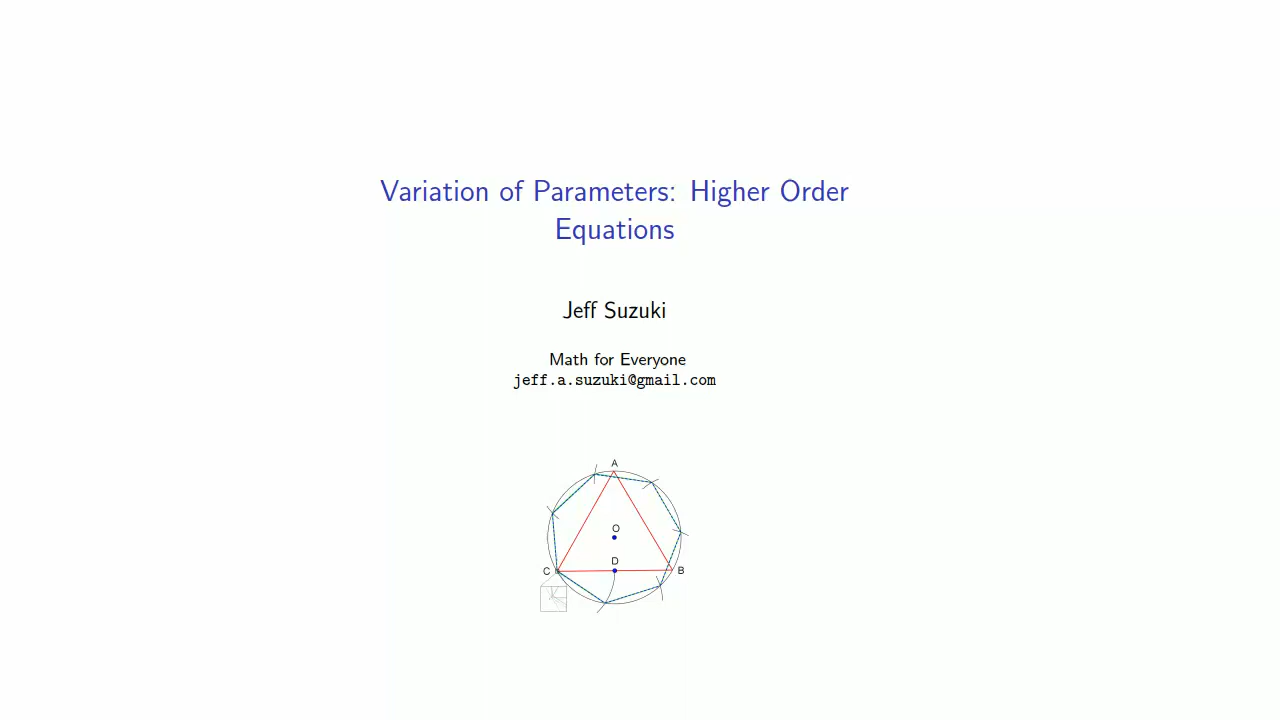 Variation of Parameters: Higher Order
Equations
Jeff Suzuki
Math for Everyone
jeff.a.suzuki@gmail.com
A
O
D
C
B